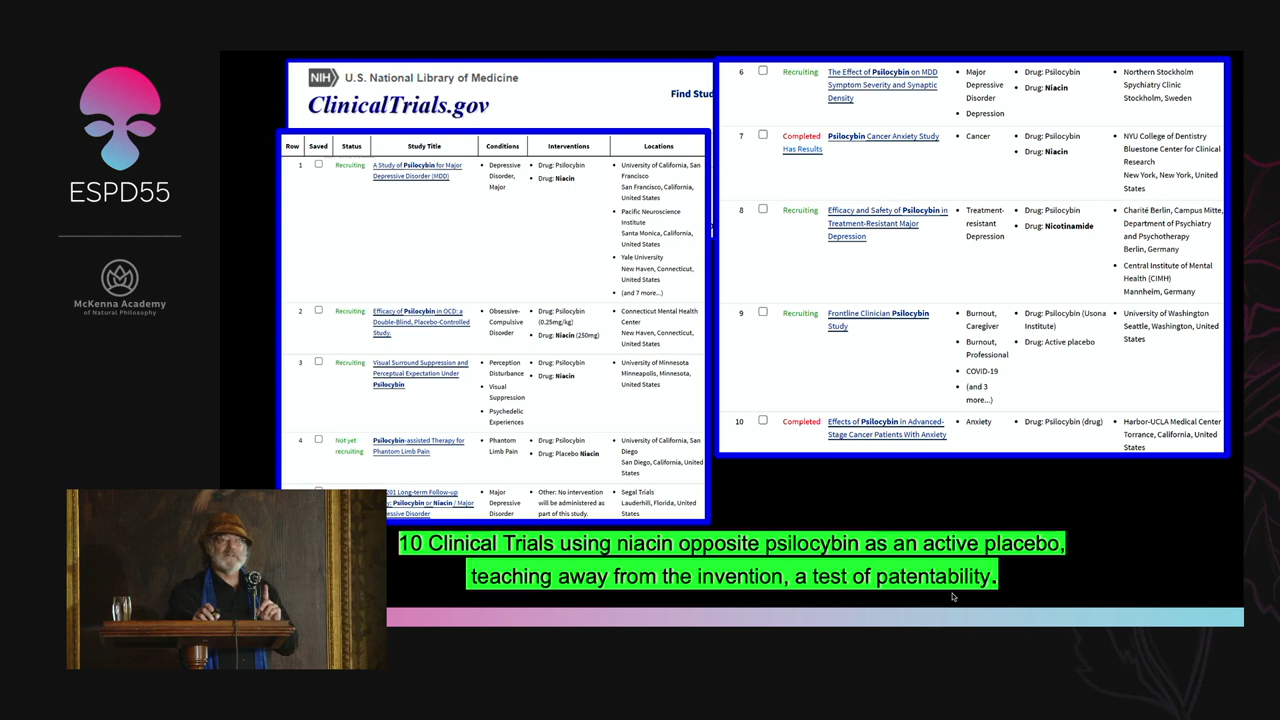 ESPD55
McKenna Academy
of Natural Philosophy
NIH U.S. National Library of Medicine
ClinicalTrials.gov
Find Stud
Row Saved Status Study Title Conditions Interventions Locations
1 Recruiting A Study of Psilocybin for Major • Depressive • Drug: Psilocybin • University of California, San
Depressive Disorder (MDD) Disorder, • Drug: Niacin Francisco
Major San Francisco, California,
United States
• Pacific Neuroscience
Institute
Santa Monica, California,
United States
• Yale University
New Haven, Connecticut,
United States
• (and 7 more...)
2 Recruiting Efficacy of Psilocybin in OCD: a • Obsessive- • Drug: Psilocybin • Connecticut Mental Health
Double-Blind, Placebo-Controlled Compulsive (0.25mg/kg) Center
Study. Disorder • Drug: Niacin (250mg) New Haven, Connecticut,
United States
3 Recruiting Visual Surround Suppression and • Perception • Drug: Psilocybin • University of Minnesota
Perceptual Expectation Under Disturbance • Drug: Niacin Minneapolis, Minnesota,
Psilocybin • Visual United States
Suppression
• Psychedelic
Experiences
4 Not yet Psilocybin-assisted Therapy for • Phantom • Drug: Psilocybin • University of California, San
recruiting Phantom Limb Pain Limb Pain • Drug: Placebo Niacin Diego
San Diego, California, United
States
201 Long-term Follow-up • Major • Other: No intervention • Segal Trials
Psilocybin or Niacin / Major Depressive will be administered as Lauderhill, Florida, United
essive Disorder Disorder part of this study. States
6 Recruiting The Effect of Psilocybin on MDD • Major • Drug: Psilocybin • Northern Stockholm
Symptom Severity and Synaptic Depressive • Drug: Niacin Spychiatry Clinic
Density Disorder Stockholm, Sweden
• Depression
7 Completed Psilocybin Cancer Anxiety Study • Cancer • Drug: Psilocybin • NYU College of Dentistry
Has Results • Drug: Niacin Bluestone Center for Clinical
Research
New York, New York, United
States
8 Recruiting Efficacy and Safety of Psilocybin in • Treatment- • Drug: Psilocybin • Charité Berlin, Campus Mitte,
Treatment-Resistant Major resistant • Drug: Nicotinamide Department of Psychiatry
Depression Depression and Psychotherapy
Berlin, Germany
• Central Institute of Mental
Health (CIMH)
Mannheim, Germany
9 Recruiting Frontline Clinician Psilocybin • Burnout, • Drug: Psilocybin (Usona • University of Washington
Study Caregiver Institute) Seattle, Washington, United
• Burnout, • Drug: Active placebo States
Professional
• COVID-19
• (and 3
more...)
10 Completed Effects of Psilocybin in Advanced- • Anxiety • Drug: Psilocybin (drug) • Harbor-UCLA Medical Center
Stage Cancer Patients With Anxiety Torrance, California, United
States
10 Clinical Trials using niacin opposite psilocybin as an active placebo,
teaching away from the invention, a test of patentability.